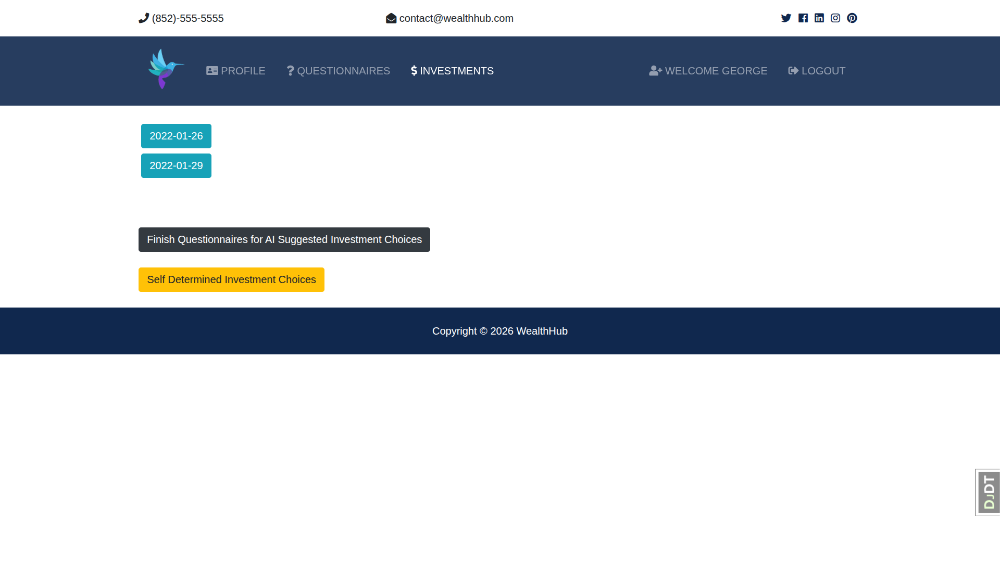 (852)-555-5555
contact@wealthhub.com
PROFILE
QUESTIONNAIRES
INVESTMENTS
WELCOME GEORGE
LOGOUT
2022-01-26
2022-01-29
Finish Questionnaires for AI Suggested Investment Choices
Self Determined Investment Choices
Copyright © 2026 WealthHub
DJDT